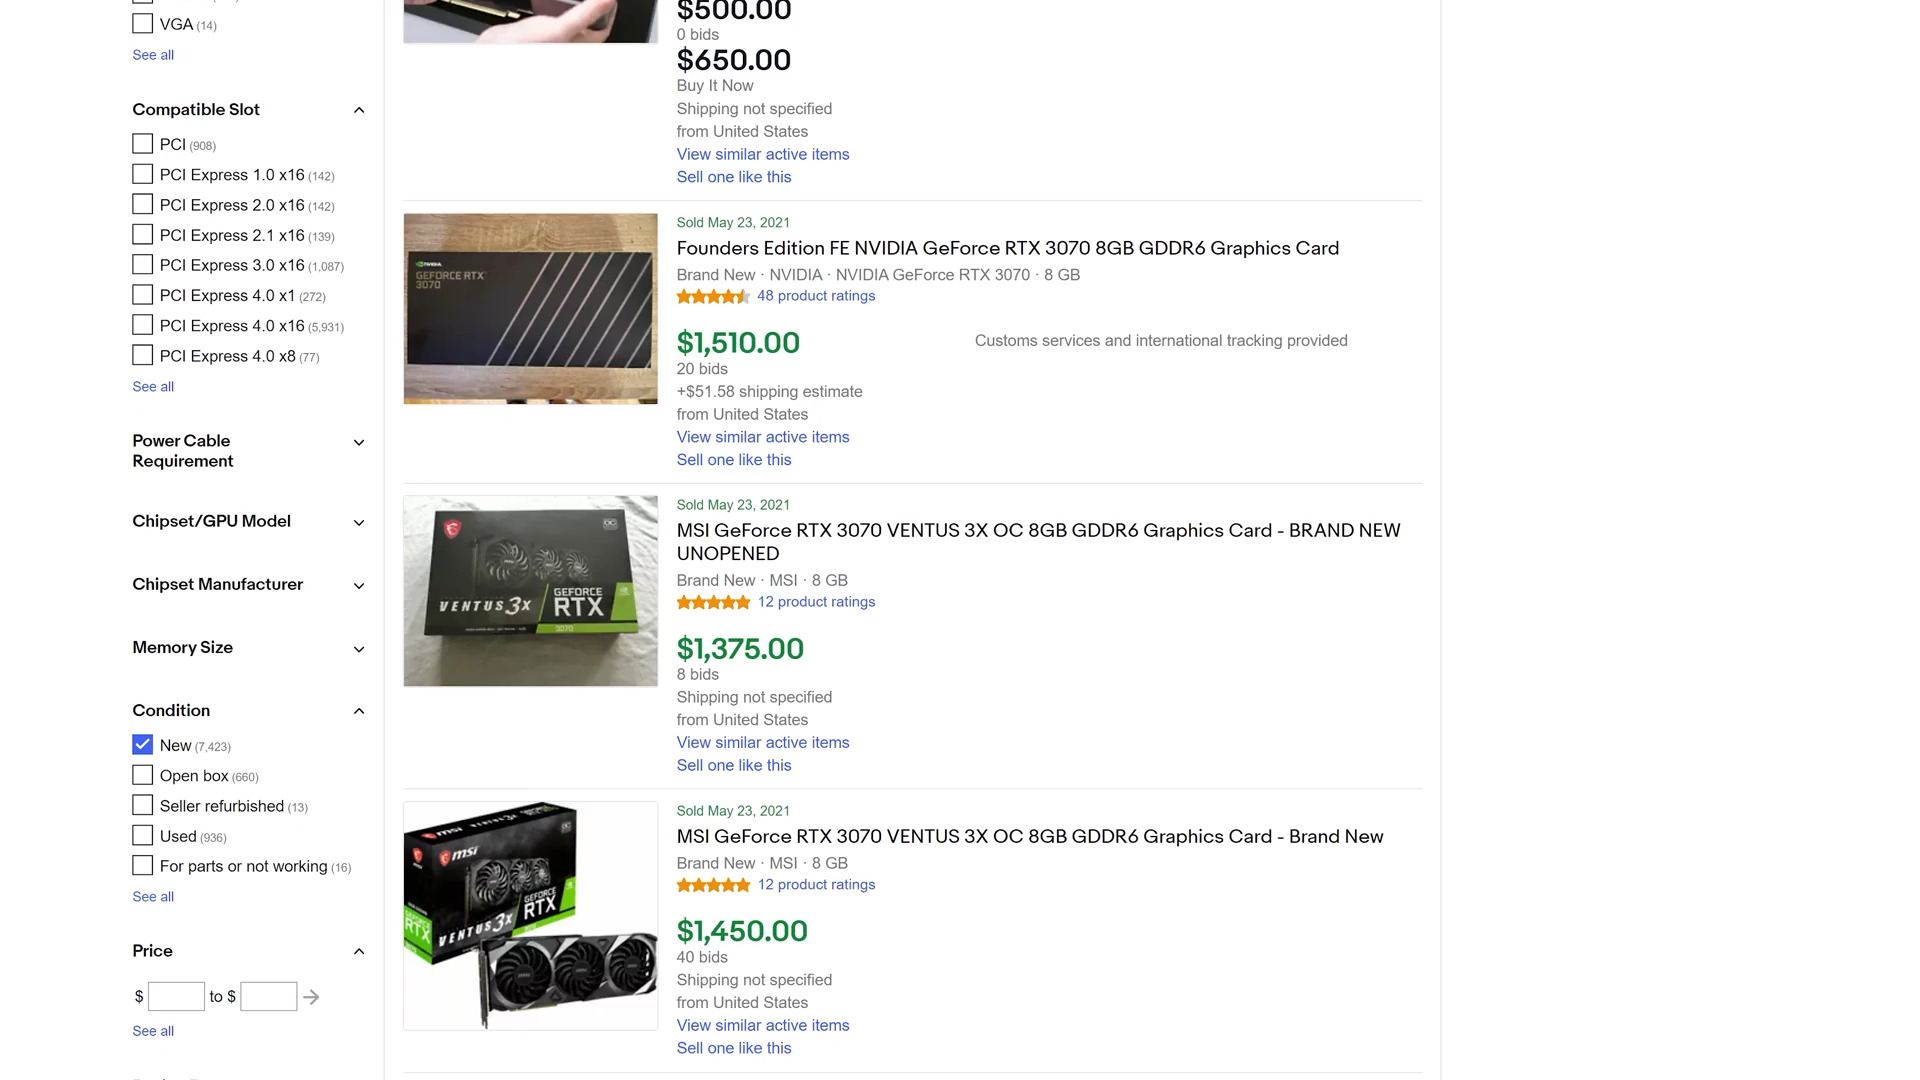 VGA (14)
See all
Compatible Slot
PCI (908)
PCI Express 1.0 x16 (142)
PCI Express 2.0 x16 (142)
PCI Express 2.1 x16 (139)
PCI Express 3.0 x16 (1,087)
PCI Express 4.0 x1 (272)
PCI Express 4.0 x16 (5,931)
PCI Express 4.0 x8 (77)
See all
Power Cable
Requirement
Chipset/GPU Model
Chipset Manufacturer
Memory Size
Condition
New (7,423)
Open box (660)
Seller refurbished (13)
Used (936)
For parts or not working (16)
See all
Price
$ to $
See all
$500.00
0 bids
$650.00
Buy It Now
Shipping not specified
from United States
View similar active items
Sell one like this
NVIDIA
GEFORCE RTX
3070
Sold May 23, 2021
Founders Edition FE NVIDIA GeForce RTX 3070 8GB GDDR6 Graphics Card
Brand New · NVIDIA · NVIDIA GeForce RTX 3070 · 8 GB
48 product ratings
$1,510.00
Customs services and international tracking provided
20 bids
+$51.58 shipping estimate
from United States
View similar active items
Sell one like this
VENTUS 3X
GEFORCE
RTX
3070
Sold May 23, 2021
MSI GeForce RTX 3070 VENTUS 3X OC 8GB GDDR6 Graphics Card - BRAND NEW
UNOPENED
Brand New · MSI · 8 GB
12 product ratings
$1,375.00
8 bids
Shipping not specified
from United States
View similar active items
Sell one like this
msi VENTUS 3X
msi
GEFORCE
RTX
VENTUS 3X
RTX
Sold May 23, 2021
MSI GeForce RTX 3070 VENTUS 3X OC 8GB GDDR6 Graphics Card - Brand New
Brand New · MSI · 8 GB
12 product ratings
$1,450.00
40 bids
Shipping not specified
from United States
View similar active items
Sell one like this